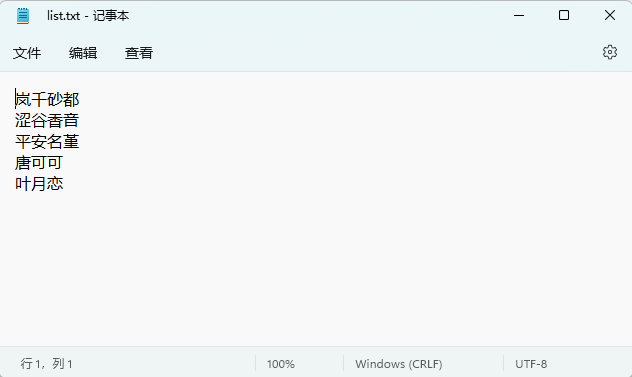 list.txt - 记事本
文件 编辑 查看
岚千砂都
涩谷香音
平安名堇
唐可可
叶月恋
行 1，列 1 100% Windows (CRLF) UTF-8